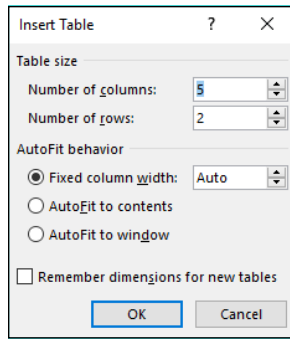 Insert Table ? ×
Table size
Number of columns: 5
Number of rows: 2
AutoFit behavior
Fixed column width: Auto
AutoFit to contents
AutoFit to window
Remember dimensions for new tables
OK Cancel